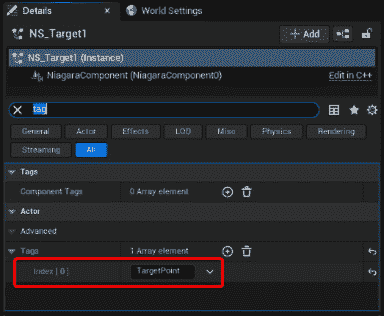 Details
World Settings
NS_Target1
Add
NS_Target1 (Instance)
NiagaraComponent (NiagaraComponent0) Edit in C++
tag
General Actor Effects LOD Misc Physics Rendering
Streaming All
Tags
Component Tags 0 Array element
Actor
Advanced
Tags 1 Array element
Index [ 0 ] TargetPoint